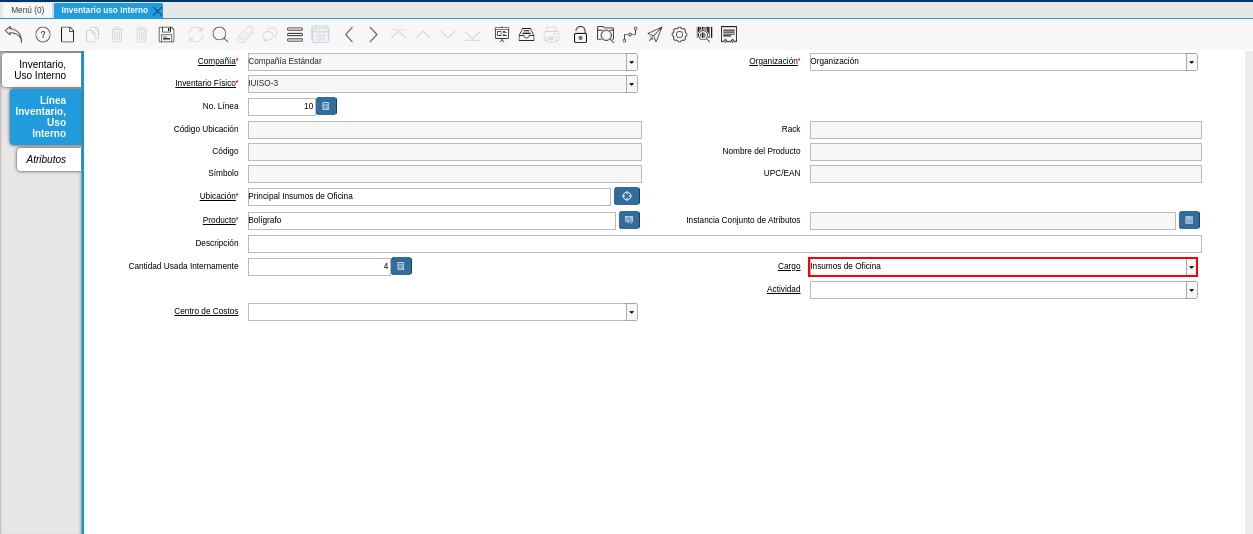 Menú (0)
Inventario uso Interno
Inventario,
Uso Interno
Línea
Inventario,
Uso
Interno
Atributos
Compañía* Compañía Estándar
Organización* Organización
Inventario Físico* IUISO-3
No. Línea 10
Código Ubicación
Rack
Código
Nombre del Producto
Símbolo
UPC/EAN
Ubicación* Principal Insumos de Oficina
Producto* Bolígrafo
Instancia Conjunto de Atributos
Descripción
Cantidad Usada Internamente 4
Cargo Insumos de Oficina
Actividad
Centro de Costos